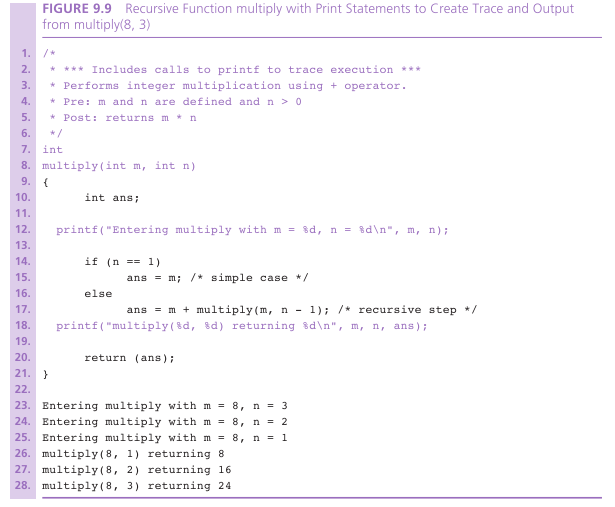 FIGURE 9.9 Recursive Function multiply with Print Statements to Create Trace and Output
from multiply(8, 3)
1. /*
2. * *** Includes calls to printf to trace execution ***
3. * Performs integer multiplication using + operator.
4. * Pre: m and n are defined and n > 0
5. * Post: returns m * n
6. */
7. int
8. multiply(int m, int n)
9. {
10. int ans;
11.
12. printf("Entering multiply with m = %d, n = %d\n", m, n);
13.
14. if (n == 1)
15. ans = m; /* simple case */
16. else
17. ans = m + multiply(m, n - 1); /* recursive step */
18. printf("multiply(%d, %d) returning %d\n", m, n, ans);
19.
20. return (ans);
21. }
22.
23. Entering multiply with m = 8, n = 3
24. Entering multiply with m = 8, n = 2
25. Entering multiply with m = 8, n = 1
26. multiply(8, 1) returning 8
27. multiply(8, 2) returning 16
28. multiply(8, 3) returning 24